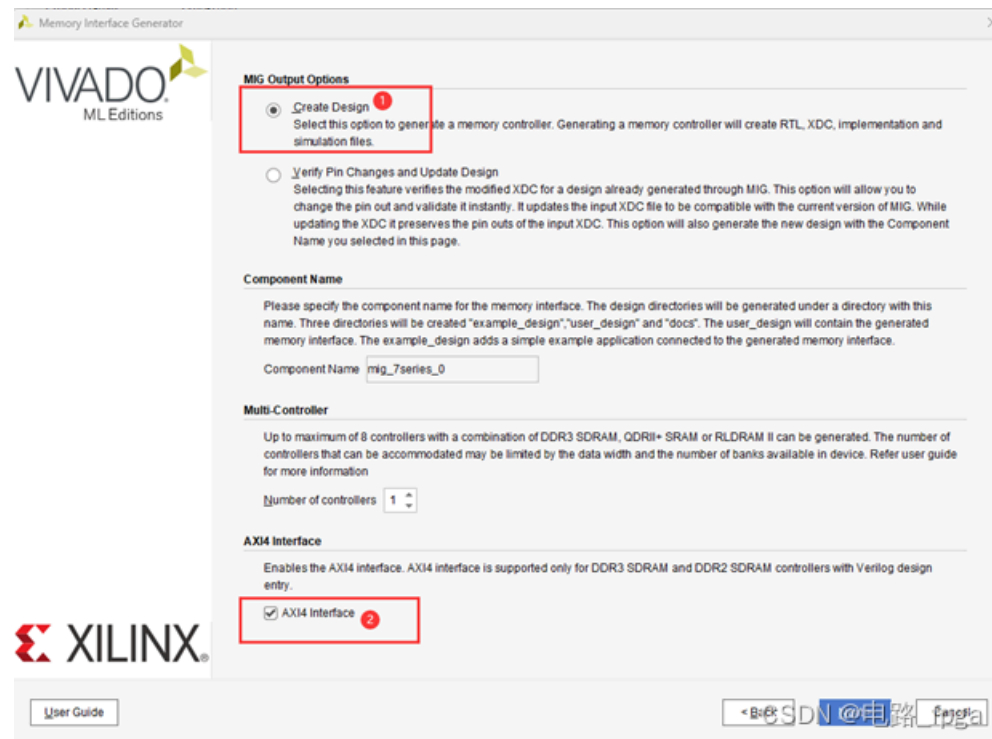 Memory Interface Generator
VIVADO.
ML Editions
MIG Output Options
Create Design 1
Select this option to generate a memory controller. Generating a memory controller will create RTL, XDC, implementation and
simulation files.
Verify Pin Changes and Update Design
Selecting this feature verifies the modified XDC for a design already generated through MIG. This option will allow you to
change the pin out and validate it instantly. It updates the input XDC file to be compatible with the current version of MIG. While
updating the XDC it preserves the pin outs of the input XDC. This option will also generate the new design with the Component
Name you selected in this page.
Component Name
Please specify the component name for the memory interface. The design directories will be generated under a directory with this
name. Three directories will be created "example_design","user_design" and "docs". The user_design will contain the generated
memory interface. The example_design adds a simple example application connected to the generated memory interface.
Component Name mig_7series_0
Multi-Controller
Up to maximum of 8 controllers with a combination of DDR3 SDRAM, QDRII+ SRAM or RLDRAM II can be generated. The number of
controllers that can be accommodated may be limited by the data width and the number of banks available in device. Refer user guide
for more information
Number of controllers 1
AXI4 Interface
Enables the AXI4 interface. AXI4 interface is supported only for DDR3 SDRAM and DDR2 SDRAM controllers with Verilog design
entry.
AXI4 Interface 2
XILINX.
User Guide
< Back
Cancel
CSDN @电路_fpga